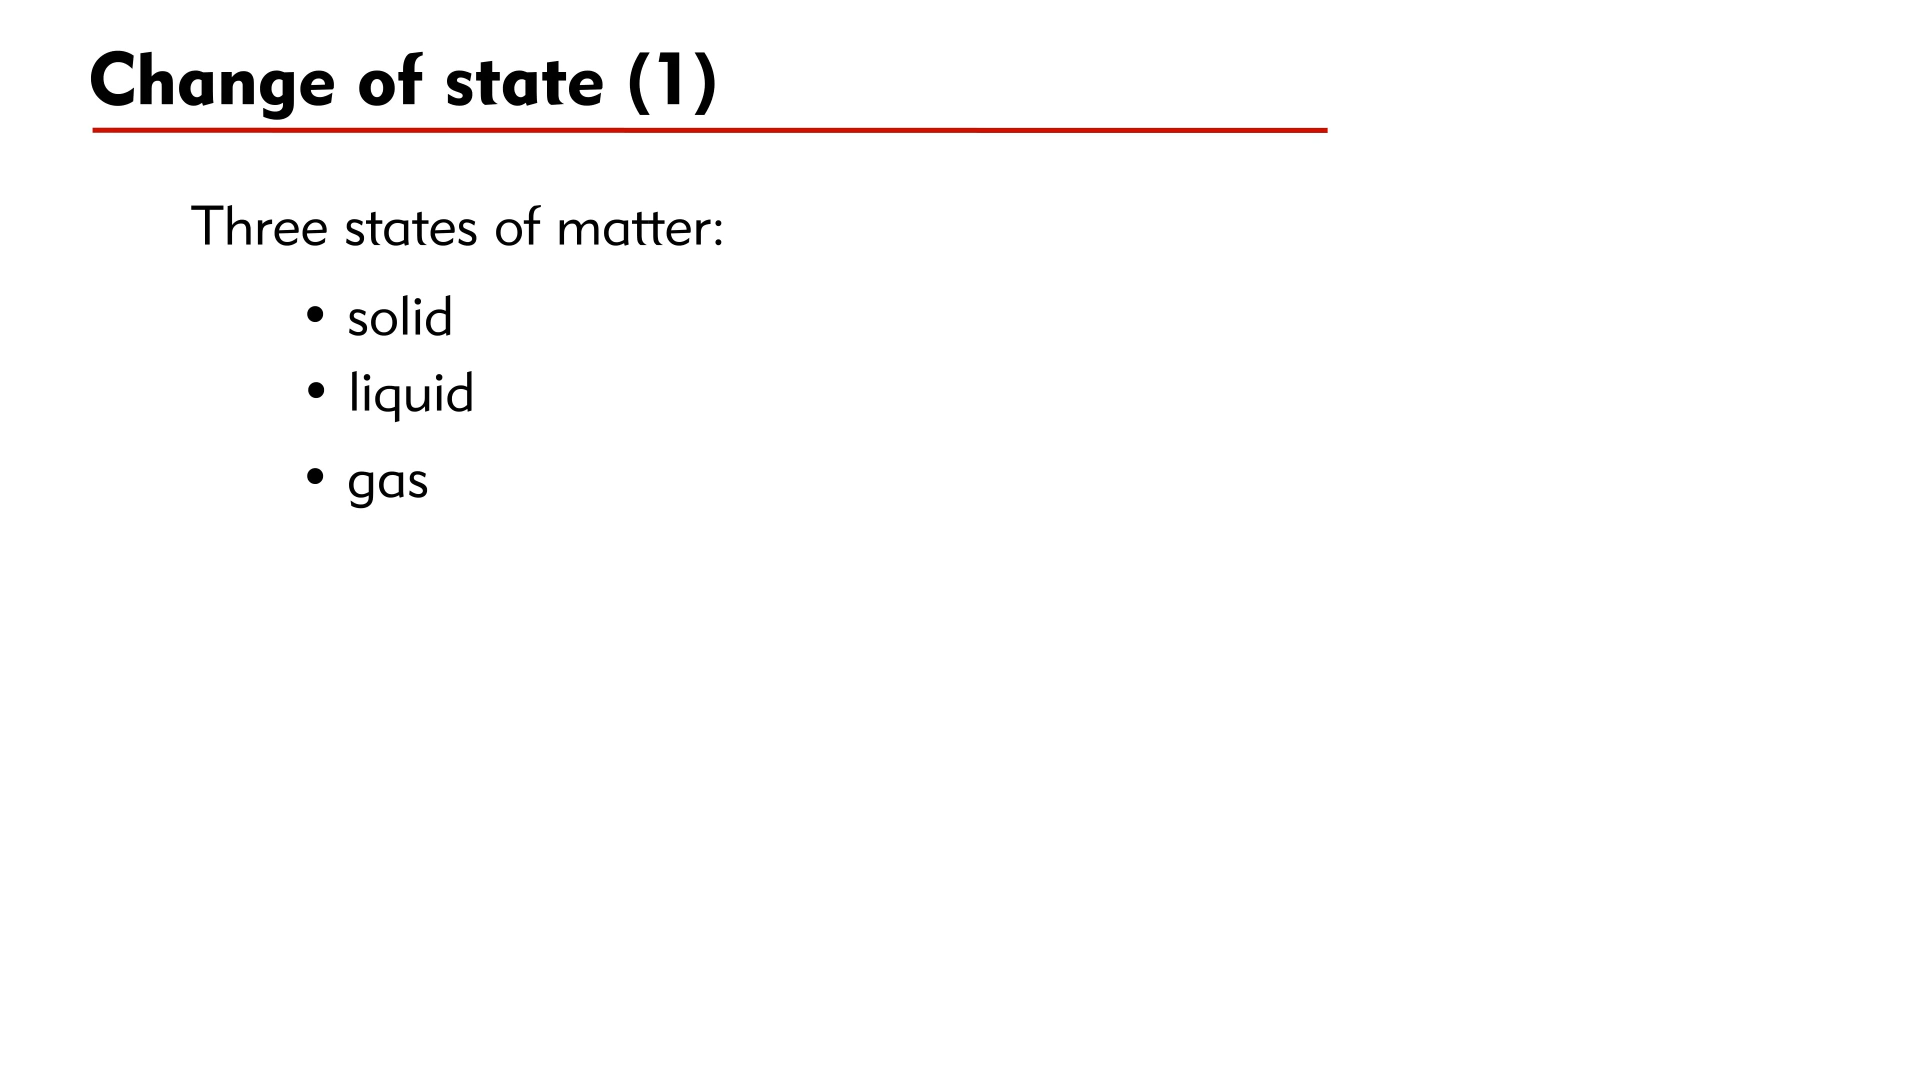 Change of state (1)
Three states of matter:
• solid
• liquid
• gas